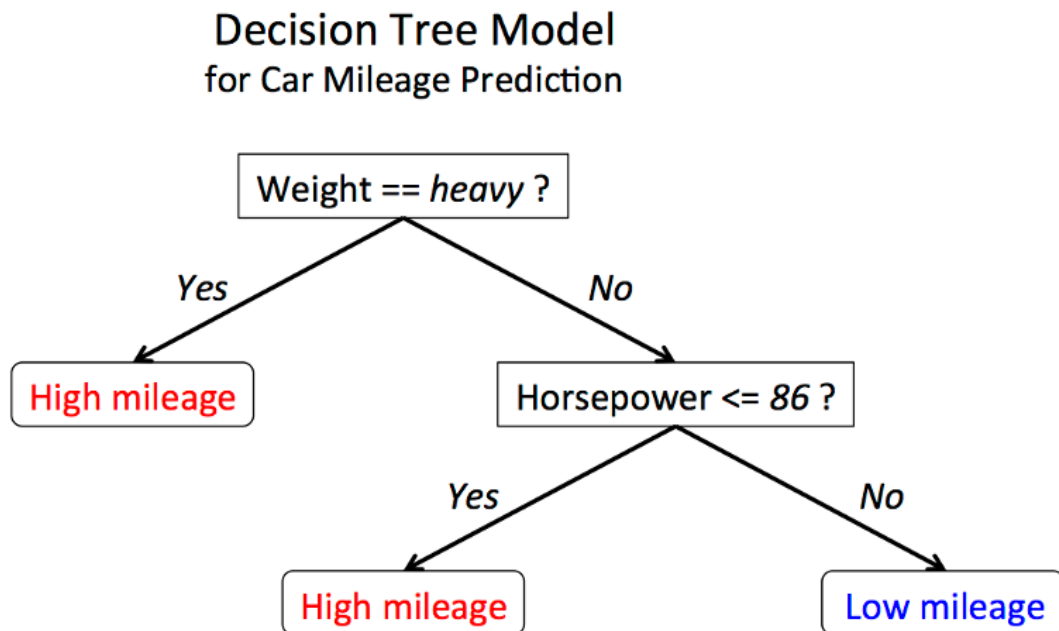 Decision Tree Model
for Car Mileage Prediction
Weight == heavy ?
Yes
No
High mileage
Horsepower <= 86 ?
Yes
No
High mileage
Low mileage